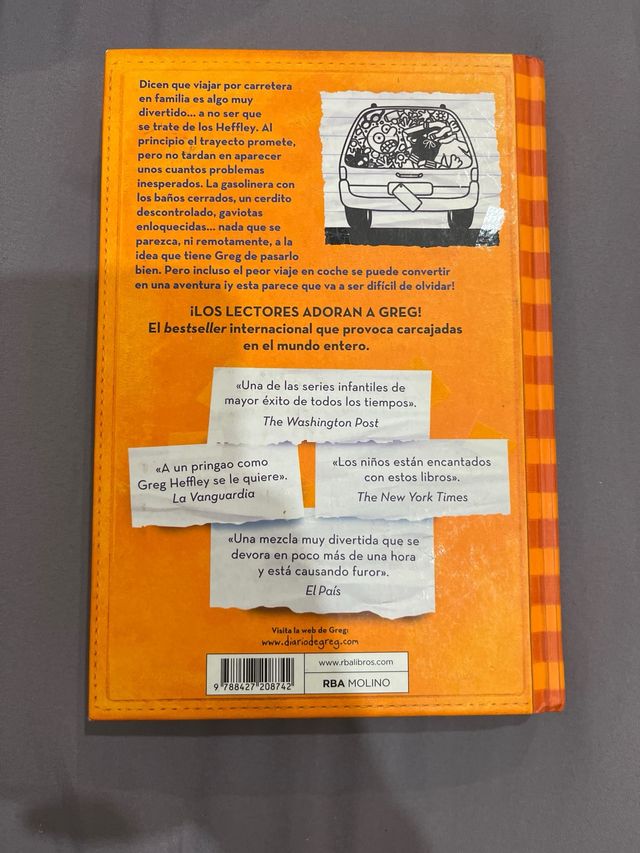 Dicen que viajar por carretera
en familia es algo muy
divertido... a no ser que
se trate de los Heffley. Al
principio el trayecto promete,
pero no tardan en aparecer
unos cuantos problemas
inesperados. La gasolinera con
los baños cerrados, un cerdito
descontrolado, gaviotas
enloquecidas... nada que se
parezca, ni remotamente, a la
idea que tiene Greg de pasarlo
bien. Pero incluso el peor viaje en coche se puede convertir
en una aventura ¡y esta parece que va a ser difícil de olvidar!
¡LOS LECTORES ADORAN A GREG!
El bestseller internacional que provoca carcajadas
en el mundo entero.
«Una de las series infantiles de
mayor éxito de todos los tiempos».
The Washington Post
«A un pringao como
Greg Heffley se le quiere».
La Vanguardia
«Los niños están encantados
con estos libros».
The New York Times
«Una mezcla muy divertida que se
devora en poco más de una hora
y está causando furor».
El País
Visita la web de Greg:
www.diariodegreg.com
www.rbalibros.com
RBA MOLINO
9 788427 208742